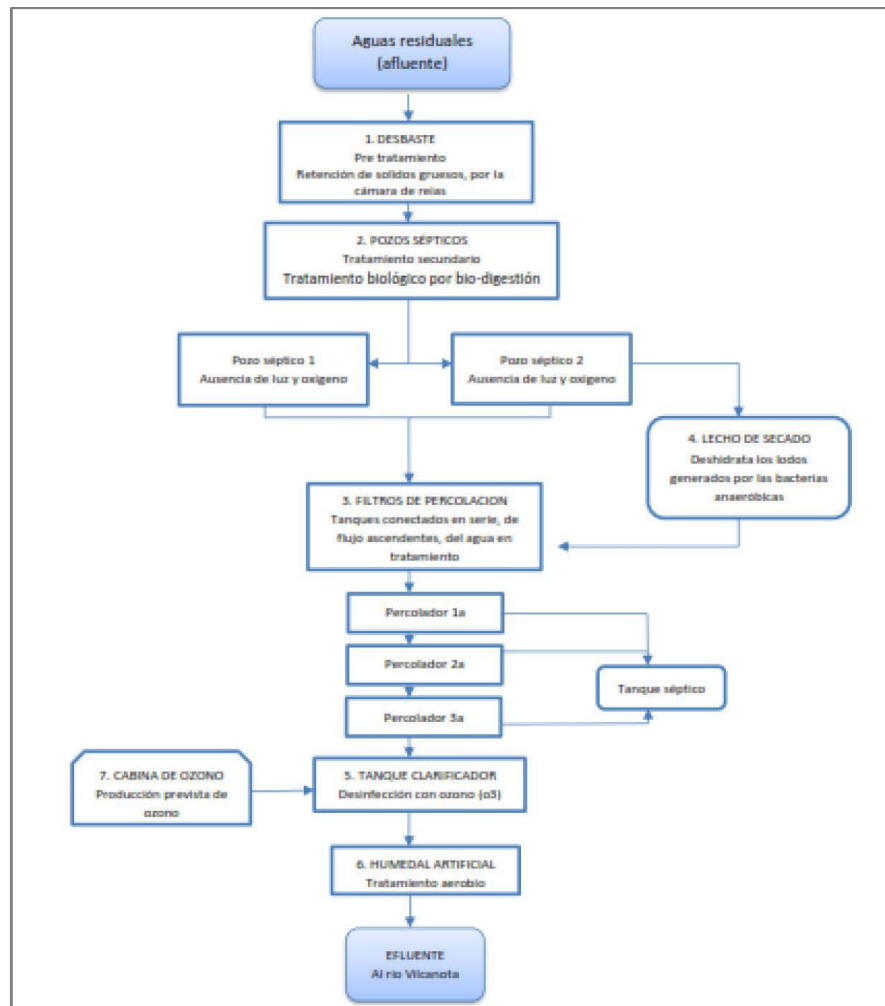 Aguas residuales
(afluente)
1. DESBASTE
Pre tratamiento
Retención de solidos gruesos, por la
cámara de reias
2. POZOS SÉPTICOS
Tratamiento secundario
Tratamiento biológico por bio-digestión
Pozo séptico 1
Ausencia de luz y oxígeno
Pozo séptico 2
Ausencia de luz y oxígeno
4. LECHO DE SECADO
Deshidrata los lodos
generados por las bacterias
anaeróbicas
3. FILTROS DE PERCOLACION
Tanques conectados en serie, de
flujo ascendentes, del agua en
tratamiento
Percolador 1a
Percolador 2a
Tanque séptico
Percolador 3a
7. CABINA DE OZONO
Producción prevista de
ozono
5. TANQUE CLARIFICADOR
Desinfección con ozono (o3)
6. HUMEDAL ARTIFICIAL
Tratamiento aerobio
EFLUENTE
Al rio Vilcanota